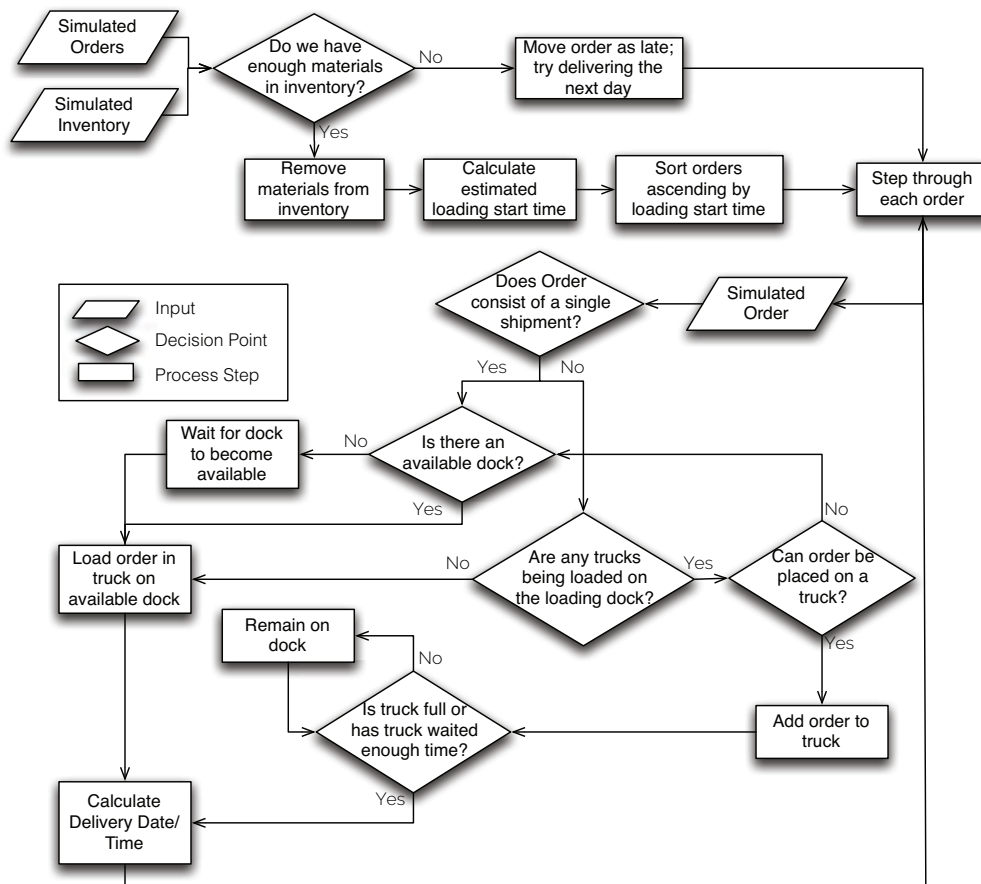 Simulated
Orders
Do we have
enough materials
in inventory?
No
Move order as late;
try delivering the
next day
Simulated
Inventory
Yes
Remove
materials from
inventory
Calculate
estimated
loading start time
Sort orders
ascending by
loading start time
Step through
each order
Does Order
consist of a single
shipment?
Simulated
Order
Input
Decision Point
Process Step
Yes
No
Wait for dock
to become
available
No
Is there an
available dock?
Yes
No
Load order in
truck on
available dock
No
Are any trucks
being loaded on
the loading dock?
Yes
Can order be
placed on a
truck?
Remain on
dock
No
Yes
Is truck full or
has truck waited
enough time?
Add order to
truck
Yes
Calculate
Delivery Date/
Time